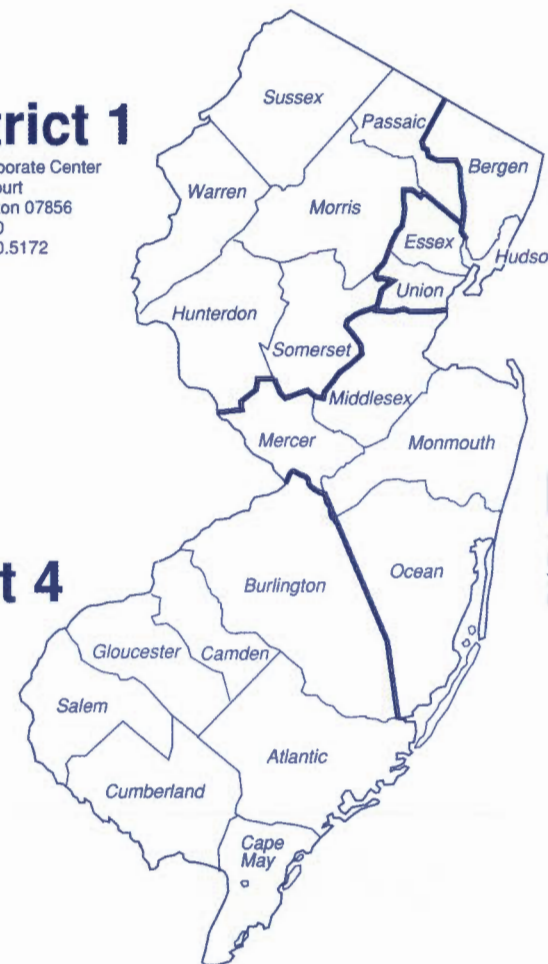 trict 1
porate Center
ourt
on 07856
0
0.5172
Sussex
Passaic
Bergen
Warren
Morris
Essex
Hudso
Union
Hunterdon
Somerset
Middlesex
Mercer
Monmouth
t 4
Burlington
Ocean
Gloucester
Camden
Salem
Atlantic
Cumberland
Cape
May